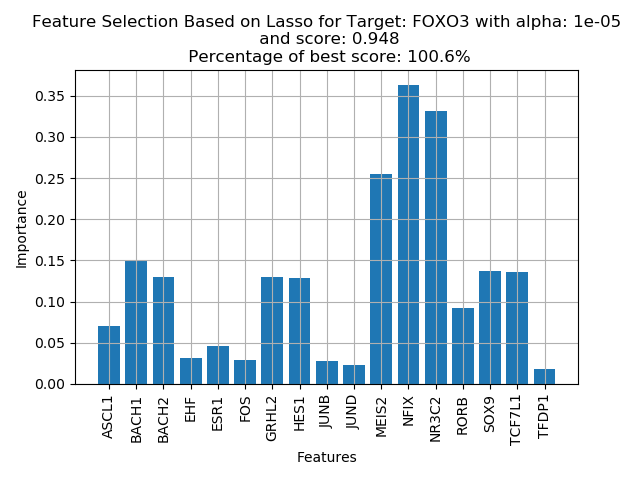 Feature Selection Based on Lasso for Target: FOXO3 with alpha: 1e-05
and score: 0.948
Percentage of best score: 100.6%
0.35
0.30
0.25
0.20
0.15
0.10
0.05
0.00
Importance
ASCL1
BACH1
BACH2
EHF
ESR1
FOS
GRHL2
HES1
JUNB
JUND
MEIS2
NFIX
NR3C2
RORB
SOX9
TCF7L1
TFDP1
Features